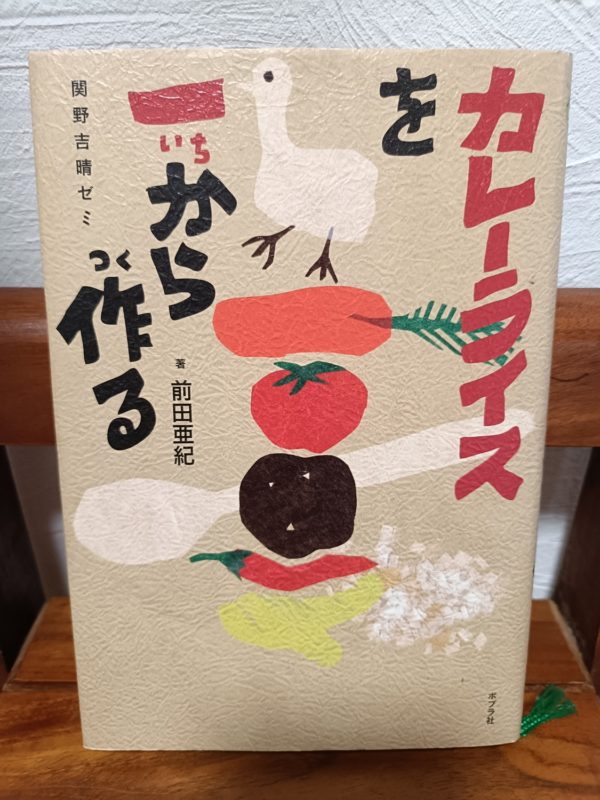 カレーライス
を
一から
いち
作る
つく
関野吉晴ゼミ
著 前田亜紀
ポプラ社